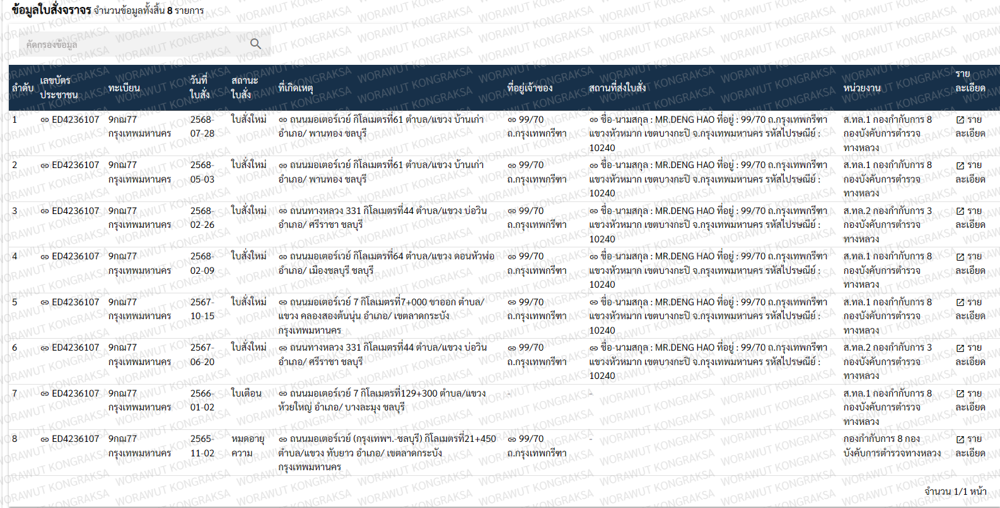 ข้อมูลใบสั่งจราจร จำนวนข้อมูลทั้งสิ้น 8 รายการ
คัดกรองข้อมูล
ลำดับ เลขบัตรประชาชน ทะเบียน วันที่ใบสั่ง สถานะใบสั่ง ที่เกิดเหตุ ที่อยู่เจ้าของ สถานที่ส่งใบสั่ง หน่วยงาน รายละเอียด
1 ED4236107 9กฌ77 2568- ใบสั่งใหม่ ถนนมอเตอร์เวย์ กิโลเมตรที่61 ตำบล/แขวง บ้านเก่า 99/70 ชื่อ-นามสกุล : MR.DENG HAO ที่อยู่ : 99/70 ถ.กรุงเทพกรีฑา ส.ทล.1 กองกำกับการ 8 ราย
กรุงเทพมหานคร 07-28 อำเภอ/ พานทอง ชลบุรี ถ.กรุงเทพกรีฑา แขวงหัวหมาก เขตบางกะปิ จ.กรุงเทพมหานคร รหัสไปรษณีย์ : กองบังคับการตำรวจ ละเอียด
10240 ทางหลวง
2 ED4236107 9กฌ77 2568- ใบสั่งใหม่ ถนนมอเตอร์เวย์ กิโลเมตรที่61 ตำบล/แขวง บ้านเก่า 99/70 ชื่อ-นามสกุล : MR.DENG HAO ที่อยู่ : 99/70 ถ.กรุงเทพกรีฑา ส.ทล.1 กองกำกับการ 8 ราย
กรุงเทพมหานคร 05-03 อำเภอ/ พานทอง ชลบุรี ถ.กรุงเทพกรีฑา แขวงหัวหมาก เขตบางกะปิ จ.กรุงเทพมหานคร รหัสไปรษณีย์ : กองบังคับการตำรวจ ละเอียด
10240 ทางหลวง
3 ED4236107 9กฌ77 2568- ใบสั่งใหม่ ถนนทางหลวง 331 กิโลเมตรที่44 ตำบล/แขวง บ่อวิน 99/70 ชื่อ-นามสกุล : MR.DENG HAO ที่อยู่ : 99/70 ถ.กรุงเทพกรีฑา ส.ทล.2 กองกำกับการ 3 ราย
กรุงเทพมหานคร 02-26 อำเภอ/ ศรีราชา ชลบุรี ถ.กรุงเทพกรีฑา แขวงหัวหมาก เขตบางกะปิ จ.กรุงเทพมหานคร รหัสไปรษณีย์ : กองบังคับการตำรวจ ละเอียด
10240 ทางหลวง
4 ED4236107 9กฌ77 2568- ใบสั่งใหม่ ถนนมอเตอร์เวย์ กิโลเมตรที่64 ตำบล/แขวง ดอนหัวฬ่อ 99/70 ชื่อ-นามสกุล : MR.DENG HAO ที่อยู่ : 99/70 ถ.กรุงเทพกรีฑา ส.ทล.1 กองกำกับการ 8 ราย
กรุงเทพมหานคร 02-09 อำเภอ/ เมืองชลบุรี ชลบุรี ถ.กรุงเทพกรีฑา แขวงหัวหมาก เขตบางกะปิ จ.กรุงเทพมหานคร รหัสไปรษณีย์ : กองบังคับการตำรวจ ละเอียด
10240 ทางหลวง
5 ED4236107 9กฌ77 2567- ใบสั่งใหม่ ถนนมอเตอร์เวย์ 7 กิโลเมตรที่7+000 ขาออก ตำบล/ 99/70 ชื่อ-นามสกุล : MR.DENG HAO ที่อยู่ : 99/70 ถ.กรุงเทพกรีฑา ส.ทล.1 กองกำกับการ 8 ราย
กรุงเทพมหานคร 10-15 แขวง คลองสองต้นนุ่น อำเภอ/ เขตลาดกระบัง ถ.กรุงเทพกรีฑา แขวงหัวหมาก เขตบางกะปิ จ.กรุงเทพมหานคร รหัสไปรษณีย์ : กองบังคับการตำรวจ ละเอียด
กรุงเทพมหานคร 10240 ทางหลวง
6 ED4236107 9กฌ77 2567- ใบสั่งใหม่ ถนนทางหลวง 331 กิโลเมตรที่44 ตำบล/แขวง บ่อวิน 99/70 ชื่อ-นามสกุล : MR.DENG HAO ที่อยู่ : 99/70 ถ.กรุงเทพกรีฑา ส.ทล.2 กองกำกับการ 3 ราย
กรุงเทพมหานคร 06-20 อำเภอ/ ศรีราชา ชลบุรี ถ.กรุงเทพกรีฑา แขวงหัวหมาก เขตบางกะปิ จ.กรุงเทพมหานคร รหัสไปรษณีย์ : กองบังคับการตำรวจ ละเอียด
10240 ทางหลวง
7 ED4236107 9กฌ77 2566- ใบเตือน ถนนมอเตอร์เวย์ 7 กิโลเมตรที่129+300 ตำบล/แขวง - - ส.ทล.1 กองกำกับการ 8 ราย
กรุงเทพมหานคร 01-02 ห้วยใหญ่ อำเภอ/ บางละมุง ชลบุรี กองบังคับการตำรวจ ละเอียด
ทางหลวง
8 ED4236107 9กฌ77 2565- หมดอายุ ถนนมอเตอร์เวย์ (กรุงเทพฯ.-ชลบุรี) กิโลเมตรที่21+450 99/70 - กองกำกับการ 8 กอง ราย
กรุงเทพมหานคร 11-02 ความ ตำบล/แขวง ทับยาว อำเภอ/ เขตลาดกระบัง ถ.กรุงเทพกรีฑา บังคับการตำรวจทางหลวง ละเอียด
กรุงเทพมหานคร
จำนวน 1/1 หน้า
WORAWUT KONGRAKSA